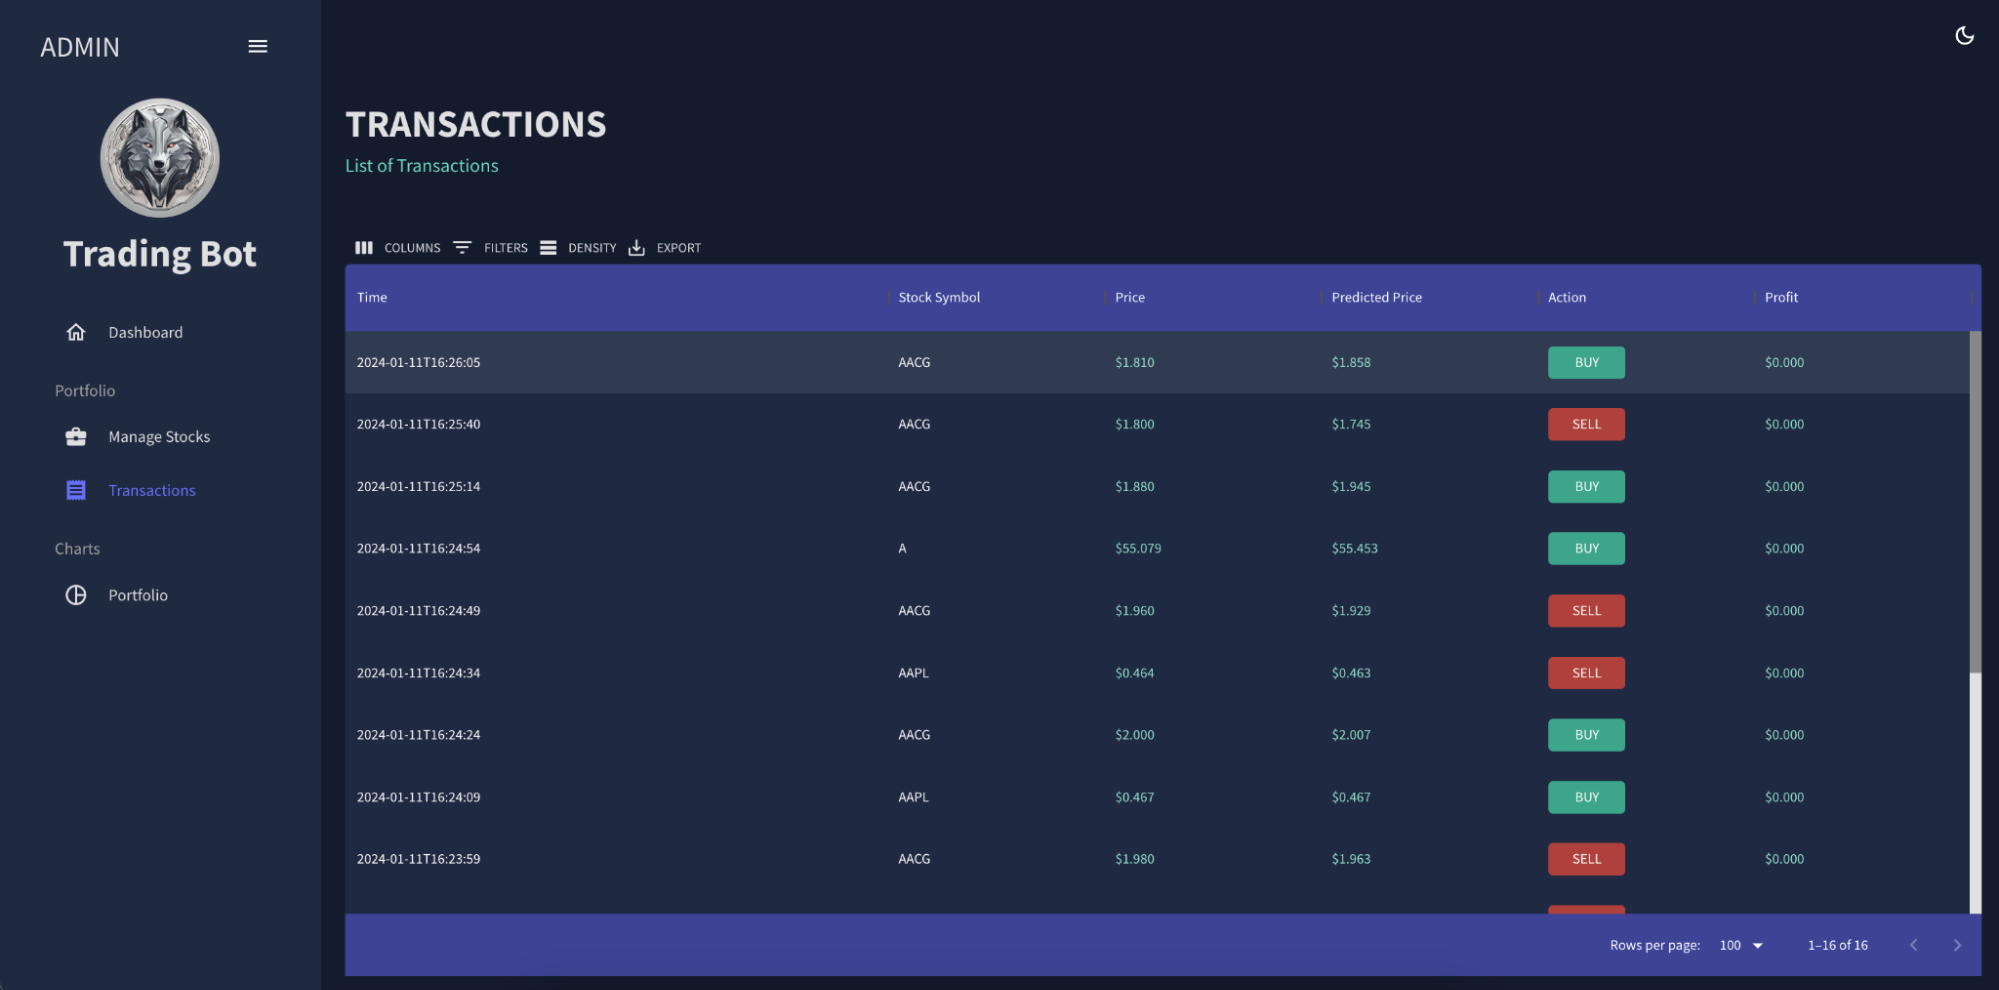 ADMIN
Trading Bot
Dashboard
Portfolio
Manage Stocks
Transactions
Charts
Portfolio
TRANSACTIONS
List of Transactions
COLUMNS FILTERS DENSITY EXPORT
Time Stock Symbol Price Predicted Price Action Profit
2024-01-11T16:26:05 AACG $1.810 $1.858 BUY $0.000
2024-01-11T16:25:40 AACG $1.800 $1.745 SELL $0.000
2024-01-11T16:25:14 AACG $1.880 $1.945 BUY $0.000
2024-01-11T16:24:54 A $55.079 $55.453 BUY $0.000
2024-01-11T16:24:49 AACG $1.960 $1.929 SELL $0.000
2024-01-11T16:24:34 AAPL $0.464 $0.463 SELL $0.000
2024-01-11T16:24:24 AACG $2.000 $2.007 BUY $0.000
2024-01-11T16:24:09 AAPL $0.467 $0.467 BUY $0.000
2024-01-11T16:23:59 AACG $1.980 $1.963 SELL $0.000
Rows per page: 100 1–16 of 16